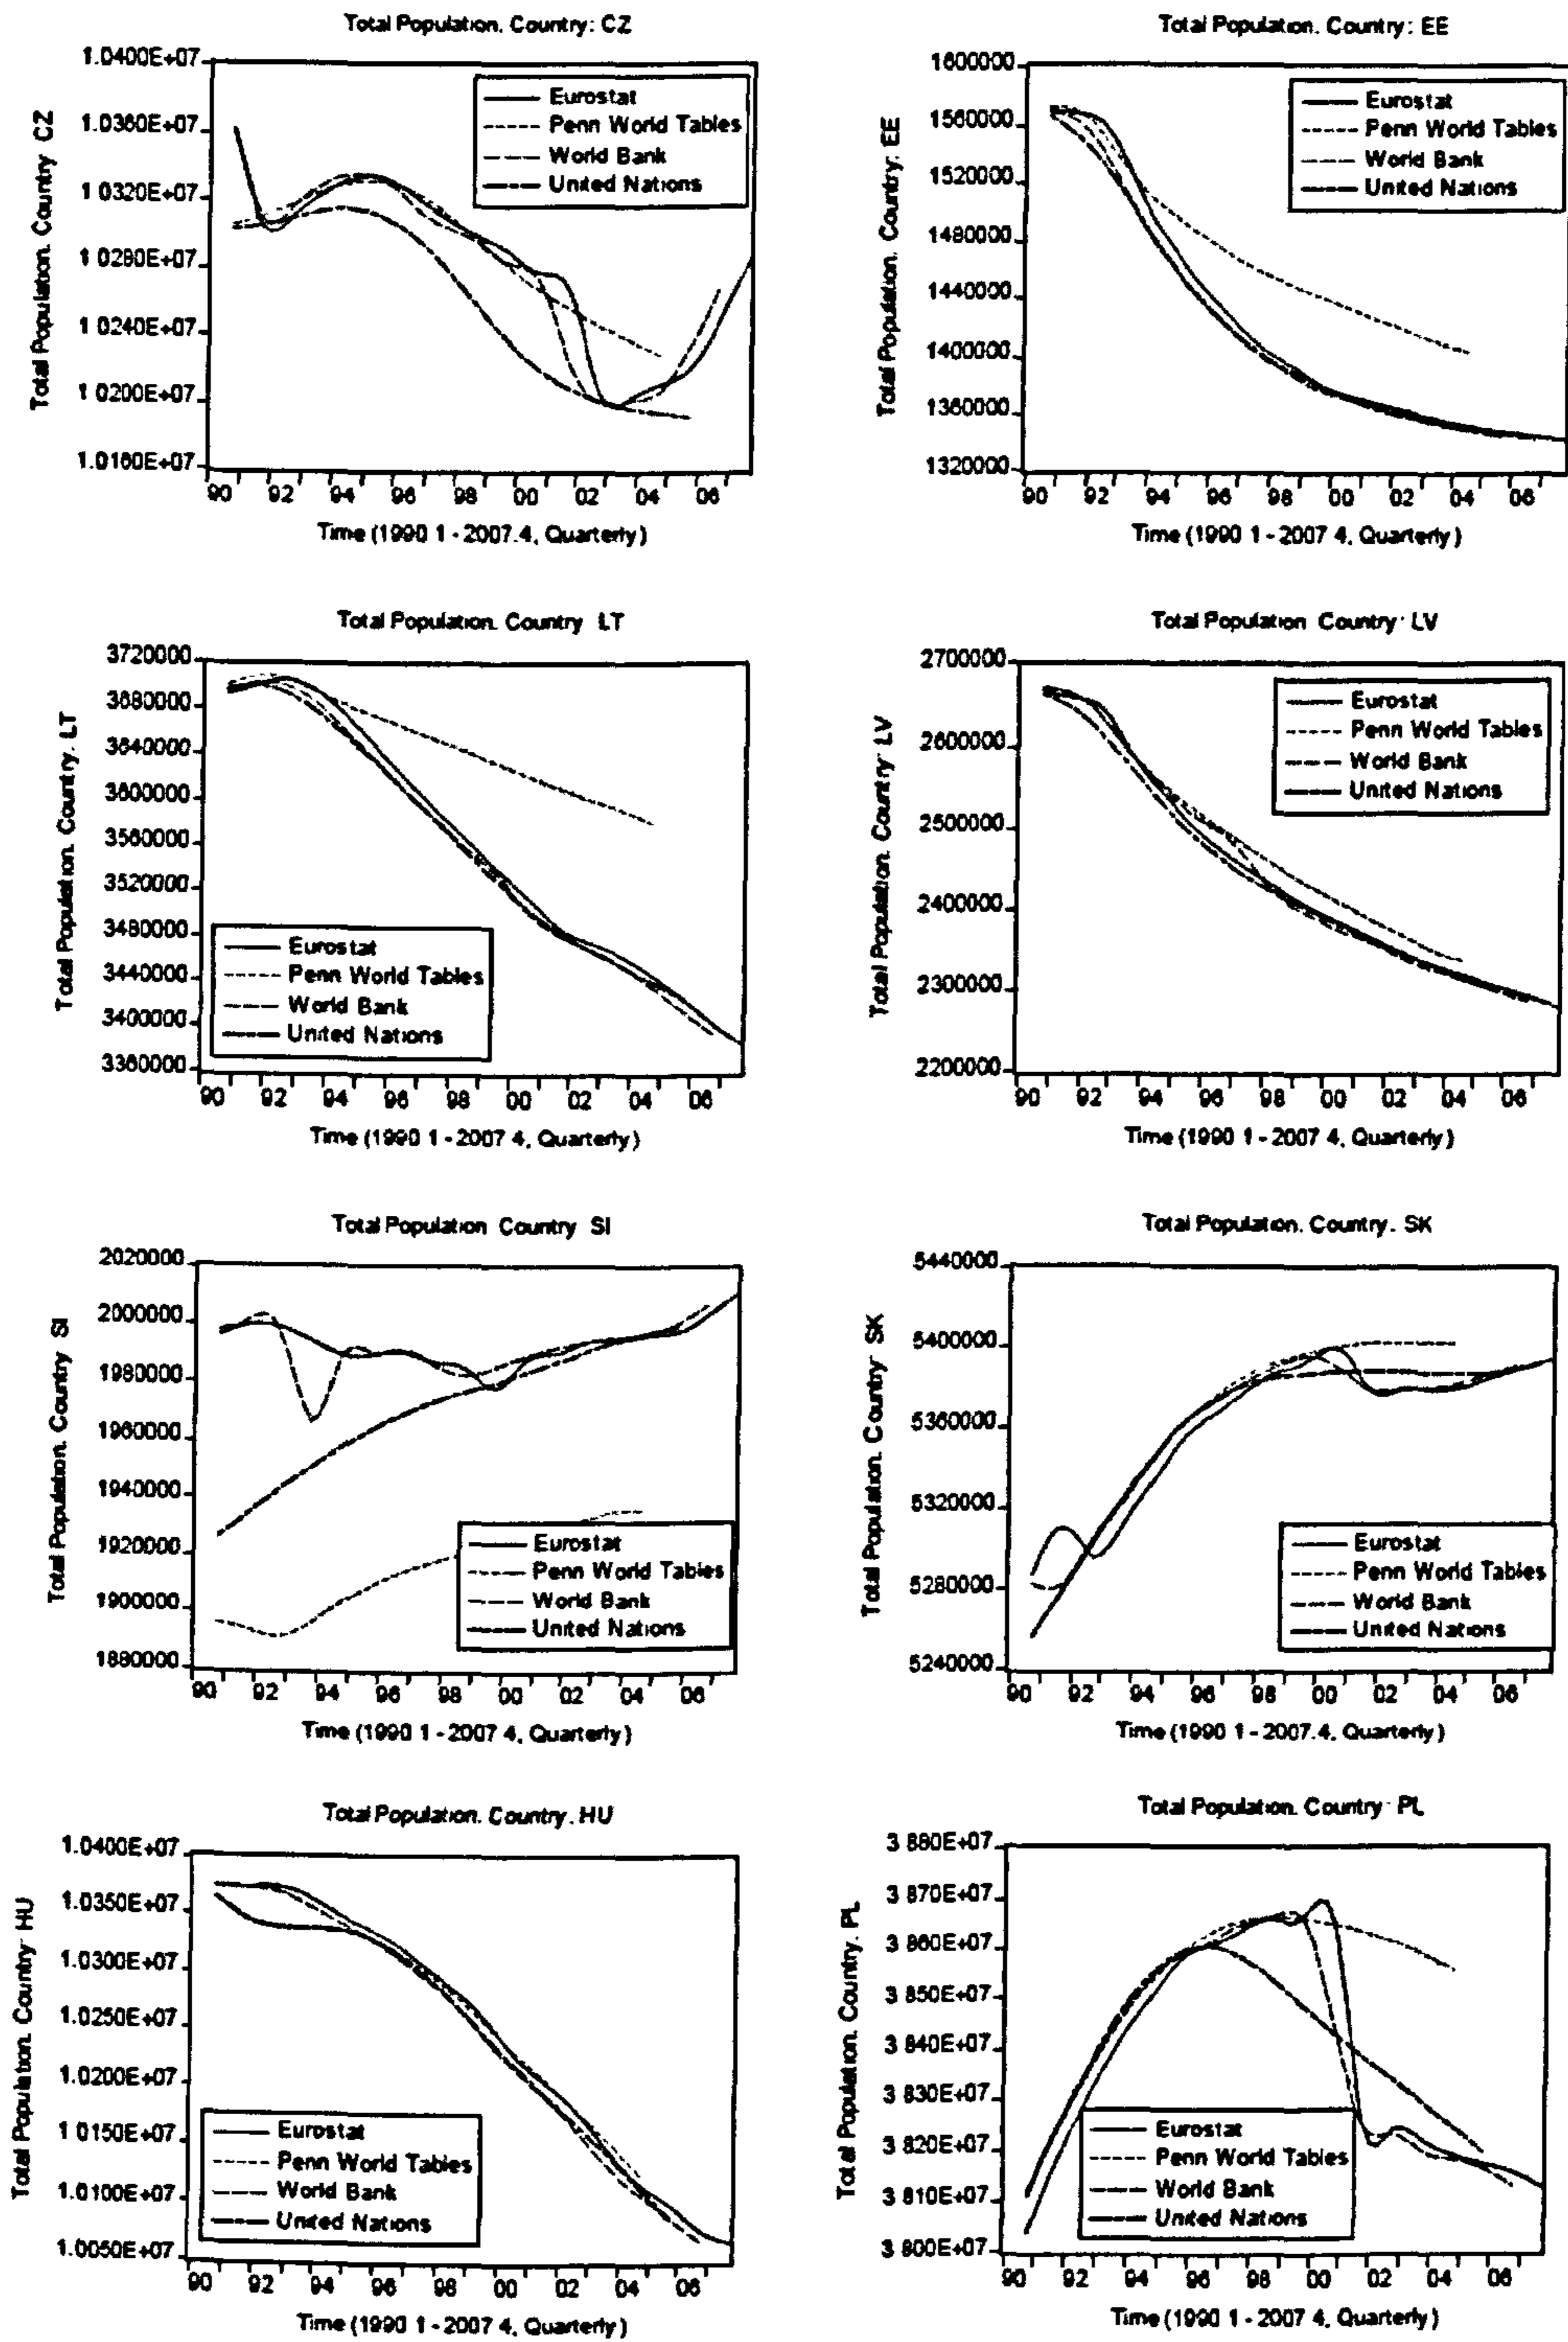 Total Population. Country: CZ
Total Population. Country CZ
1.0400E+07
1.0360E+07
1 0320E+07
1 0280E+07
1 0240E+07
1 0200E+07
1.0160E+07
Eurostat
Penn World Tables
World Bank
United Nations
90 92 94 96 98 00 02 04 06
Time (1990 1 - 2007.4, Quarterly)
Total Population. Country: EE
Total Population. Country: EE
1600000
1560000
1520000
1480000
1440000
1400000
1360000
1320000
Eurostat
Penn World Tables
World Bank
United Nations
90 92 94 96 98 00 02 04 06
Time (1990 1 - 2007 4, Quarterly)
Total Population. Country LT
Total Population. Country. LT
3720000
3680000
3640000
3600000
3560000
3520000
3480000
3440000
3400000
3360000
Eurostat
Penn World Tables
World Bank
United Nations
90 92 94 96 98 00 02 04 06
Time (1990 1 - 2007 4, Quarterly)
Total Population Country: LV
Total Population. Country: LV
2700000
2600000
2500000
2400000
2300000
2200000
Eurostat
Penn World Tables
World Bank
United Nations
90 92 94 96 98 00 02 04 06
Time (1990 1 - 2007 4, Quarterly)
Total Population Country SI
Total Population. Country SI
2020000
2000000
1980000
1960000
1940000
1920000
1900000
1880000
Eurostat
Penn World Tables
World Bank
United Nations
90 92 94 96 98 00 02 04 06
Time (1990 1 - 2007 4, Quarterly)
Total Population. Country. SK
Total Population. Country: SK
5440000
5400000
5360000
5320000
5280000
5240000
Eurostat
Penn World Tables
World Bank
United Nations
90 92 94 96 98 00 02 04 06
Time (1990 1 - 2007.4, Quarterly)
Total Population. Country. HU
Total Population. Country: HU
1.0400E+07
1.0350E+07
1.0300E+07
1.0250E+07
1.0200E+07
1 0150E+07
1.0100E+07
1.0050E+07
Eurostat
Penn World Tables
World Bank
United Nations
90 92 94 96 98 00 02 04 06
Time (1990 1 - 2007 4, Quarterly)
Total Population. Country: PL
Total Population. Country. PL
3 880E+07
3 870E+07
3 860E+07
3 850E+07
3 840E+07
3 830E+07
3 820E+07
3 810E+07
3 800E+07
Eurostat
Penn World Tables
World Bank
United Nations
90 92 94 96 98 00 02 04 06
Time (1990 1 - 2007 4, Quarterly)